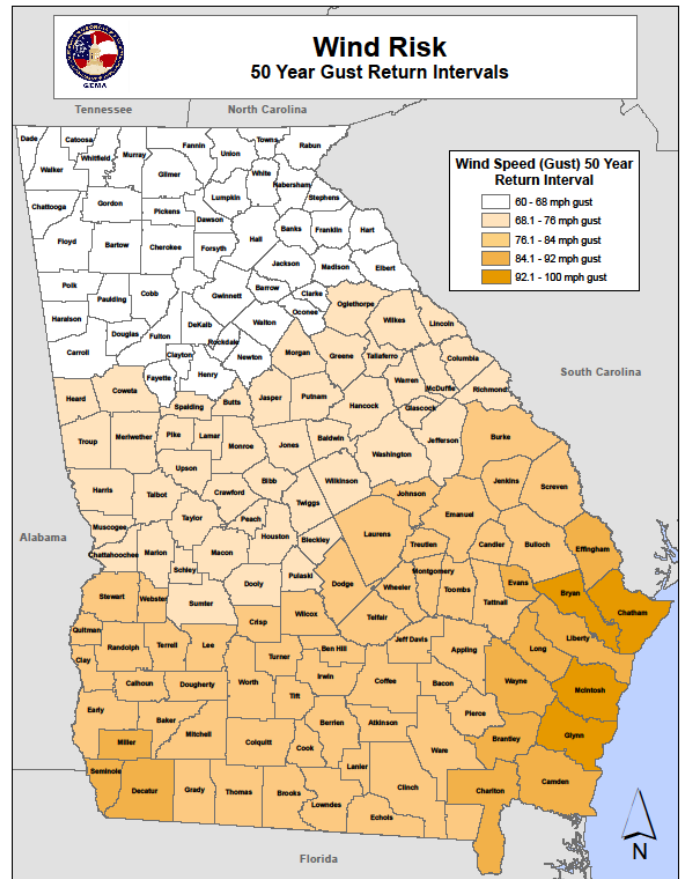 Wind Risk
50 Year Gust Return Intervals
GEMA
Tennessee
North Carolina
Wind Speed (Gust) 50 Year
Return Interval
60 - 68 mph gust
68.1 - 76 mph gust
76.1 - 84 mph gust
84.1 - 92 mph gust
92.1 - 100 mph gust
Dade
Catoosa
Whitfield
Murray
Fannin
Union
Towns
Rabun
Walker
Gilmer
White
Habersham
Lumpkin
Stephens
Chattooga
Gordon
Pickens
Dawson
Banks
Franklin
Hart
Floyd
Bartow
Cherokee
Forsyth
Hall
Jackson
Madison
Elbert
Polk
Paulding
Cobb
Gwinnett
Barrow
Clarke
Oconee
Oglethorpe
Wilkes
Lincoln
Haralson
Douglas
Fulton
DeKalb
Rockdale
Walton
Carroll
Clayton
Henry
Newton
Morgan
Greene
Taliaferro
Columbia
South Carolina
Fayette
Warren
McDuffie
Richmond
Heard
Coweta
Spalding
Butts
Jasper
Putnam
Hancock
Glascock
Troup
Meriwether
Pike
Lamar
Monroe
Jones
Baldwin
Washington
Jefferson
Burke
Upson
Bibb
Wilkinson
Jenkins
Screven
Harris
Talbot
Crawford
Twiggs
Johnson
Emanuel
Taylor
Peach
Houston
Bleckley
Laurens
Muscogee
Alabama
Chattahoochee
Marion
Macon
Treutlen
Candler
Bulloch
Effingham
Schley
Dooly
Pulaski
Dodge
Montgomery
Wheeler
Toombs
Tattnall
Evans
Bryan
Chatham
Stewart
Webster
Sumter
Crisp
Wilcox
Telfair
Quitman
Randolph
Terrell
Lee
Turner
Ben Hill
Jeff Davis
Appling
Long
Liberty
Clay
Calhoun
Dougherty
Worth
Tift
Irwin
Coffee
Bacon
Wayne
McIntosh
Early
Baker
Mitchell
Colquitt
Cook
Berrien
Atkinson
Pierce
Ware
Brantley
Glynn
Miller
Seminole
Decatur
Grady
Thomas
Brooks
Lanier
Lowndes
Clinch
Echols
Charlton
Camden
Florida
N